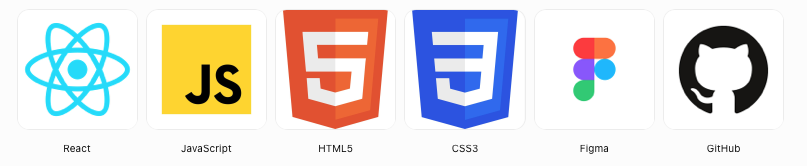 JS
React
JavaScript
HTML5
CSS3
Figma
GitHub